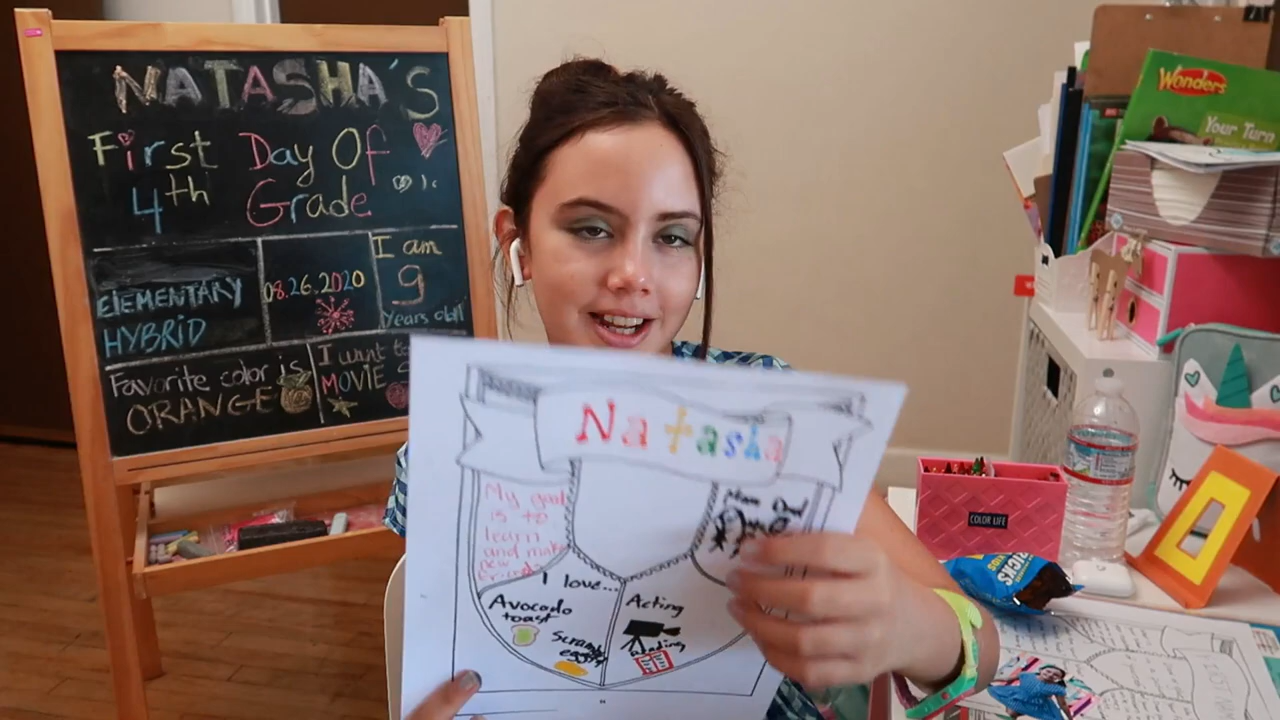 NATASHA'S
First Day Of
4th Grade
ELEMENTARY
HYBRID
08.26.2020
I am
9
Years old!
Favorite color is
ORANGE
I want to
MOVIE
Natasha
My goal
is to
learn
and make
new
friends
I love...
Avocado
toast
eggs
Acting
Reading
Wonders
Your Turn
COLOR LIFE